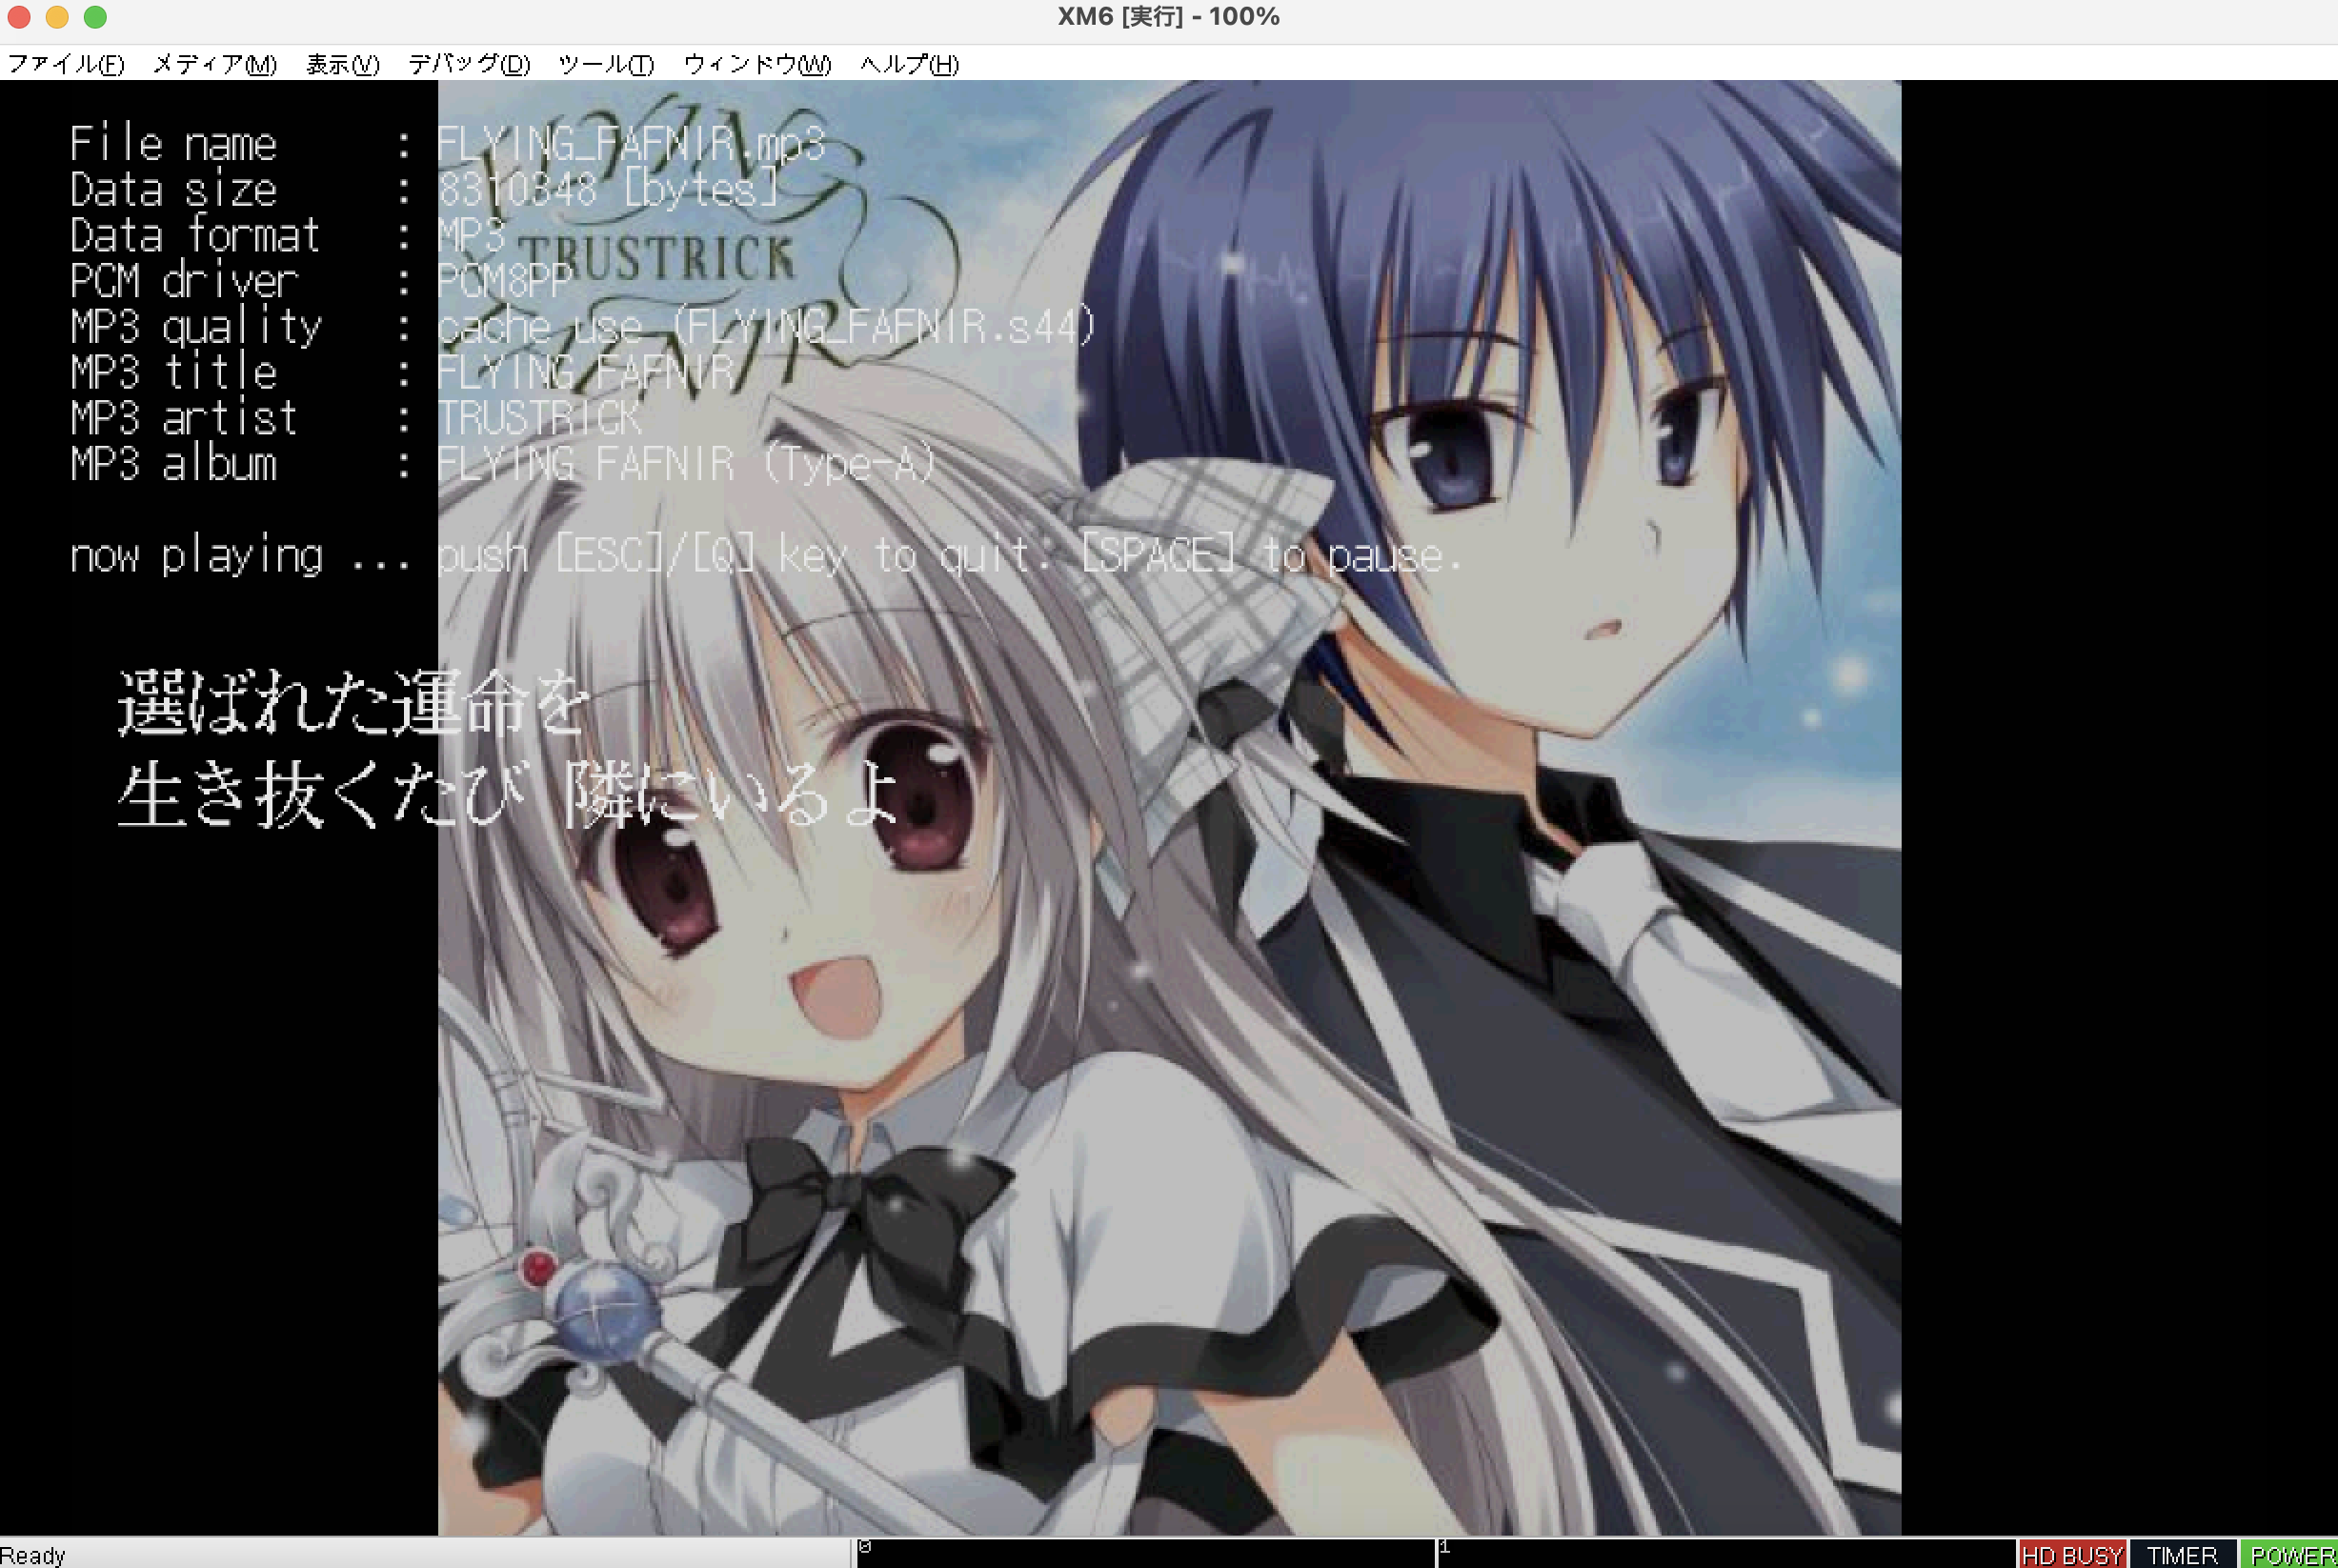 XM6 [実行] - 100%
ファイル(F) メディア(M) 表示(V) デバッグ(D) ツール(T) ウィンドウ(W) ヘルプ(H)
File name : FLYING_FAFNIR.mp3
Data size : 8310348 [bytes]
Data format : MP3
PCM driver : PCM8PP
MP3 quality : cache use (FLYING_FAFNIR.s44)
MP3 title : FLYING FAFNIR
MP3 artist : TRUSTRICK
MP3 album : FLYING FAFNIR (Type-A)
now playing ... push [ESC]/[Q] key to quit. [SPACE] to pause.
選ばれた運命を
生き抜くたび 隣にいるよ
FLYING
TRUSTRICK
FAFNIR
Ready 0 1 HD BUSY TIMER POWER